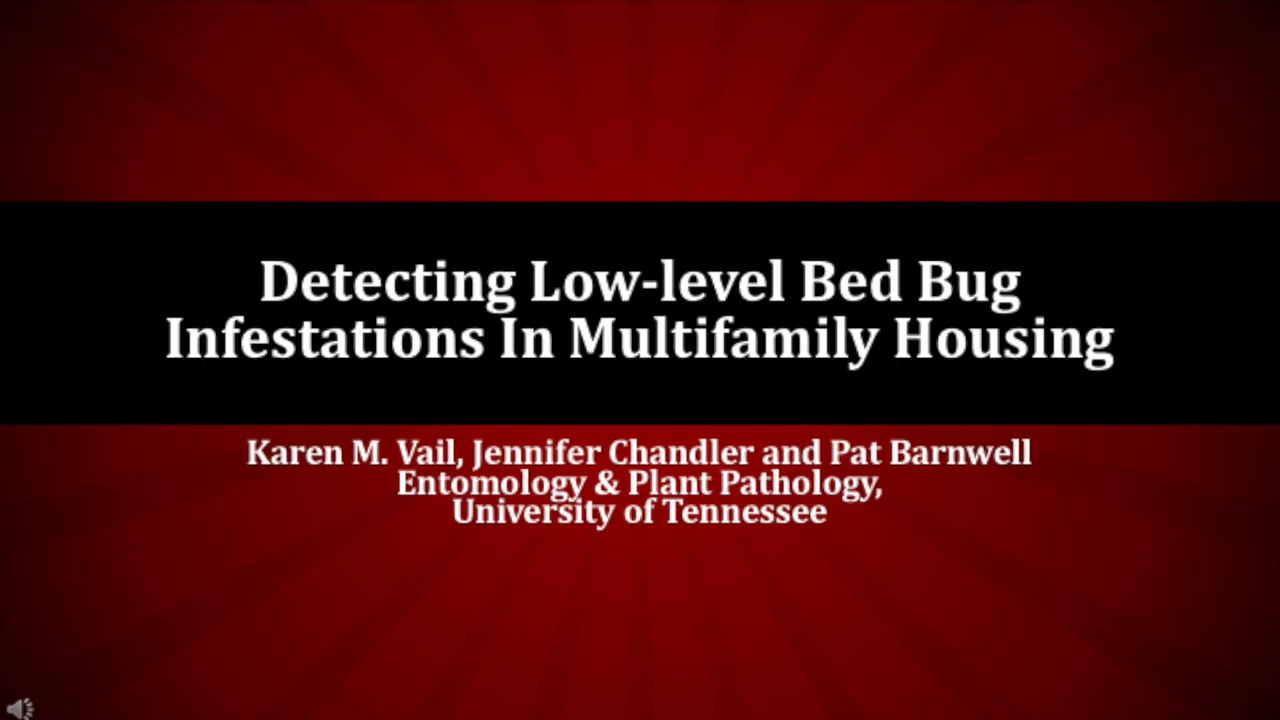 Detecting Low-level Bed Bug
Infestations In Multifamily Housing
Karen M. Vail, Jennifer Chandler and Pat Barnwell
Entomology & Plant Pathology,
University of Tennessee